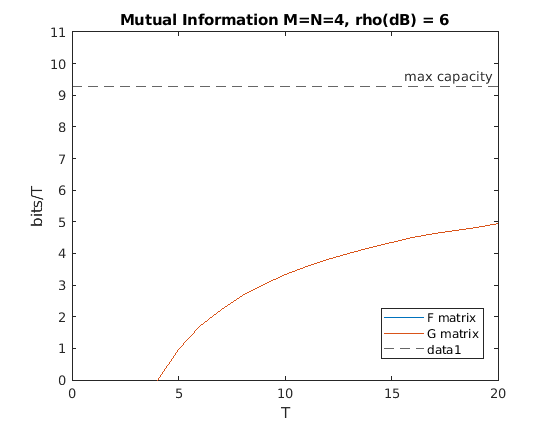 Mutual Information M=N=4, rho(dB) = 6
11
10
9
8
7
6
5
4
3
2
1
0
bits/T
max capacity
F matrix
G matrix
data1
0 5 10 15 20
T